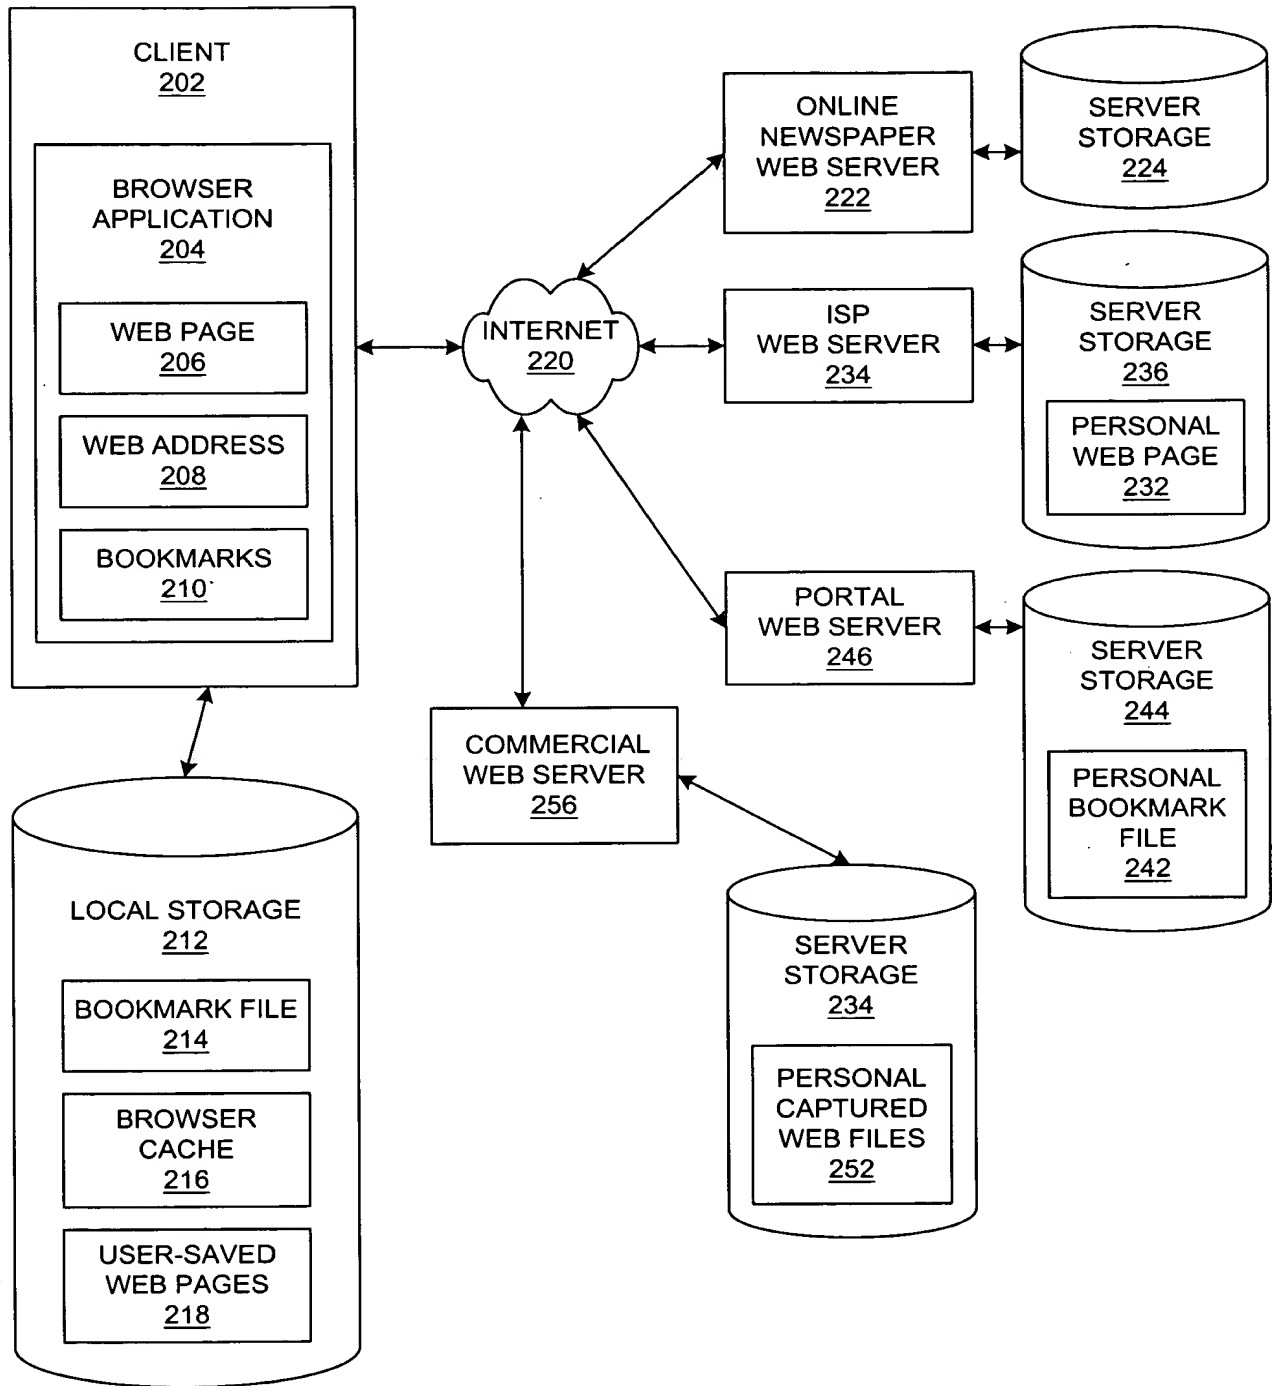 CLIENT
202
BROWSER
APPLICATION
204
WEB PAGE
206
WEB ADDRESS
208
BOOKMARKS
210
LOCAL STORAGE
212
BOOKMARK FILE
214
BROWSER
CACHE
216
USER-SAVED
WEB PAGES
218
INTERNET
220
ONLINE
NEWSPAPER
WEB SERVER
222
SERVER
STORAGE
224
ISP
WEB SERVER
234
SERVER
STORAGE
236
PERSONAL
WEB PAGE
232
PORTAL
WEB SERVER
246
SERVER
STORAGE
244
PERSONAL
BOOKMARK
FILE
242
COMMERCIAL
WEB SERVER
256
SERVER
STORAGE
234
PERSONAL
CAPTURED
WEB FILES
252